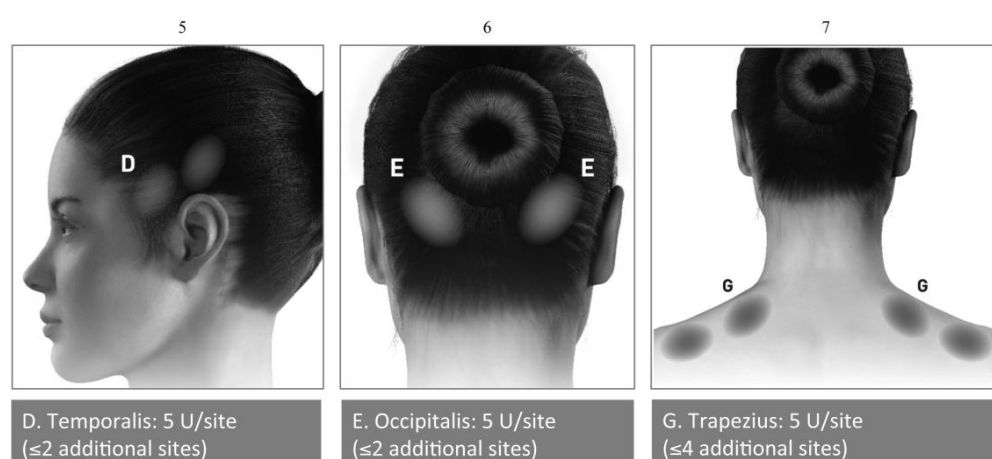 5
6
7
D
E
E
G
G
D. Temporalis: 5 U/site
(≤2 additional sites)
E. Occipitalis: 5 U/site
(≤2 additional sites)
G. Trapezius: 5 U/site
(≤4 additional sites)